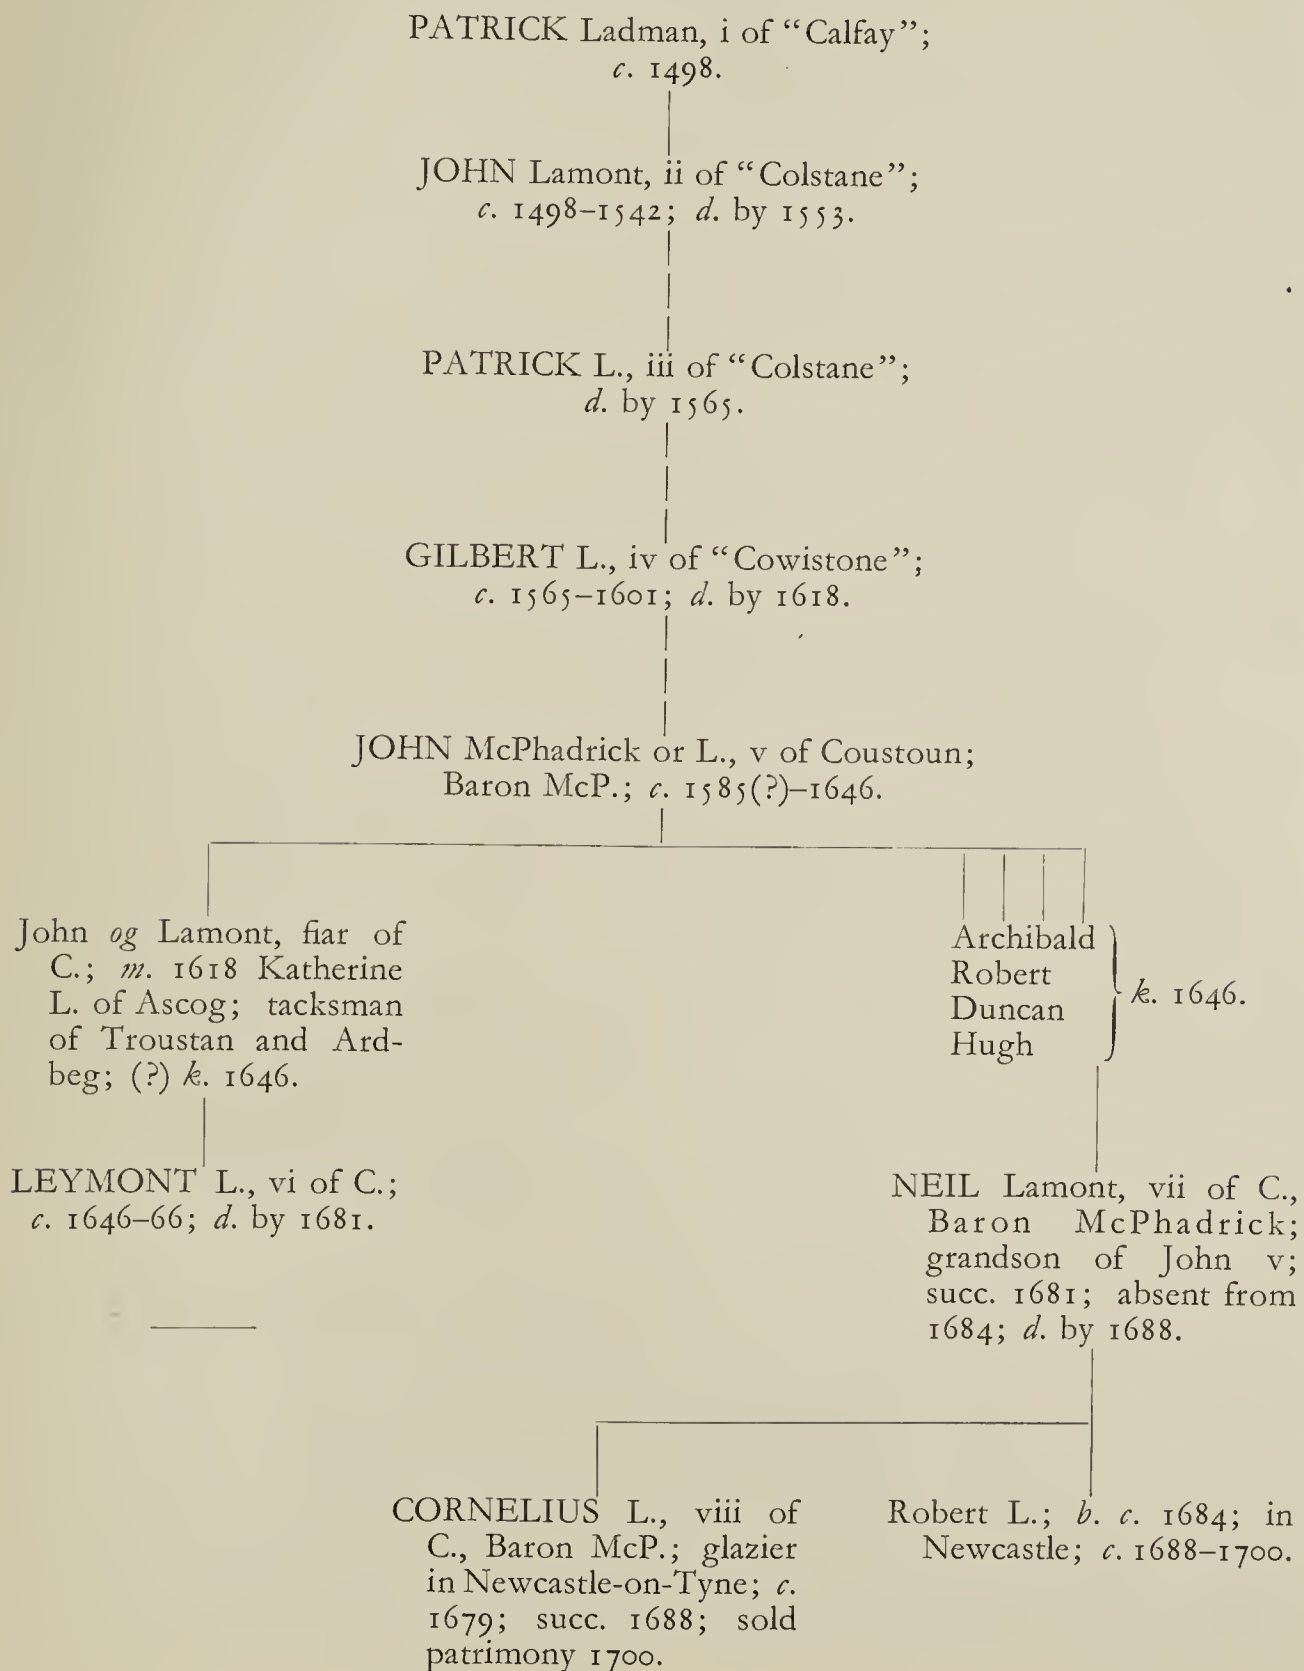 PATRICK Ladman, i of “Calfay”;
c. 1498.
JOHN Lamont, ii of “Colstane”;
c. 1498–1542; d. by 1553.
PATRICK L., iii of “Colstane”;
d. by 1565.
GILBERT L., iv of “Cowistone”;
c. 1565–1601; d. by 1618.
JOHN McPhadrick or L., v of Coustoun;
Baron McP.; c. 1585(?)–1646.
John og Lamont, fiar of
C.; m. 1618 Katherine
L. of Ascog; tacksman
of Troustan and Ard-
beg; (?) k. 1646.
Archibald
Robert
Duncan
Hugh
k. 1646.
LEYMONT L., vi of C.;
c. 1646–66; d. by 1681.
NEIL Lamont, vii of C.,
Baron McPhadrick;
grandson of John v;
succ. 1681; absent from
1684; d. by 1688.
CORNELIUS L., viii of
C., Baron McP.; glazier
in Newcastle-on-Tyne; c.
1679; succ. 1688; sold
patrimony 1700.
Robert L.; b. c. 1684; in
Newcastle; c. 1688–1700.